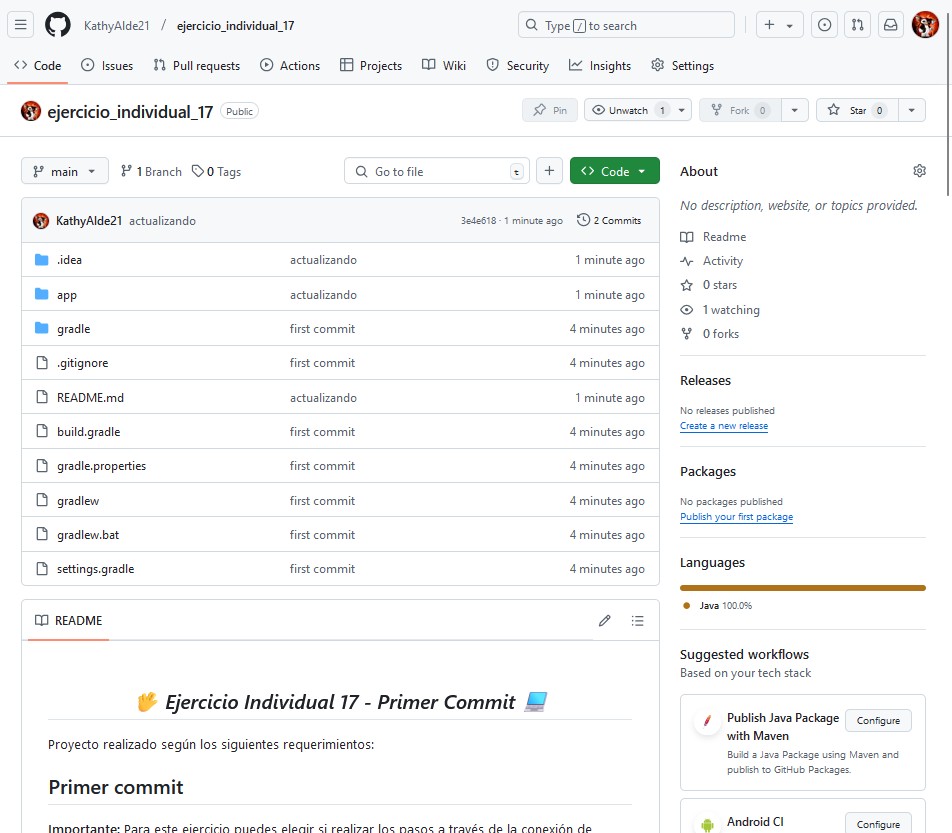 KathyAlde21 / ejercicio_individual_17
Type / to search
Code Issues Pull requests Actions Projects Wiki Security Insights Settings
ejercicio_individual_17 Public
Pin Unwatch 1 Fork 0 Star 0
main 1 Branch 0 Tags Go to file t Code
KathyAlde21 actualizando 3e4e618 · 1 minute ago 2 Commits
.idea actualizando 1 minute ago
app actualizando 1 minute ago
gradle first commit 4 minutes ago
.gitignore first commit 4 minutes ago
README.md actualizando 1 minute ago
build.gradle first commit 4 minutes ago
gradle.properties first commit 4 minutes ago
gradlew first commit 4 minutes ago
gradlew.bat first commit 4 minutes ago
settings.gradle first commit 4 minutes ago
README
Ejercicio Individual 17 - Primer Commit
Proyecto realizado según los siguientes requerimientos:
Primer commit
Importante: Para este ejercicio puedes elegir si realizar los pasos a través de la conexión de
About
No description, website, or topics provided.
Readme
Activity
0 stars
1 watching
0 forks
Releases
No releases published
Create a new release
Packages
No packages published
Publish your first package
Languages
Java 100.0%
Suggested workflows
Based on your tech stack
Publish Java Package
with Maven
Configure
Build a Java Package using Maven and
publish to GitHub Packages.
Android CI
Configure